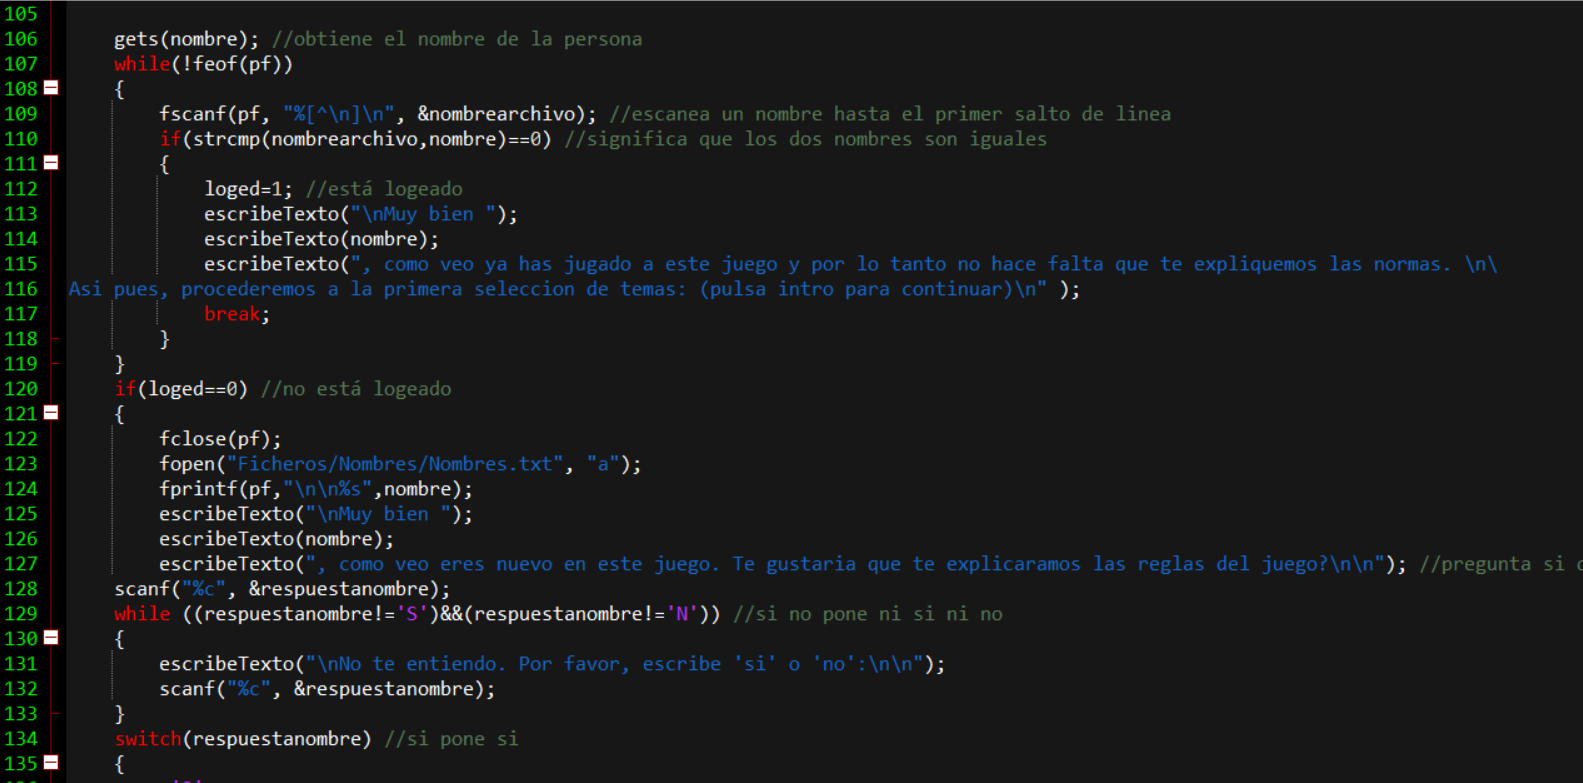 105
106 gets(nombre); //obtiene el nombre de la persona
107 while(!feof(pf))
108 {
109 fscanf(pf, "%[^\n]\n", &nombrearchivo); //escanea un nombre hasta el primer salto de linea
110 if(strcmp(nombrearchivo,nombre)==0) //significa que los dos nombres son iguales
111 {
112 loged=1; //está logeado
113 escribeTexto("\nMuy bien ");
114 escribeTexto(nombre);
115 escribeTexto(", como veo ya has jugado a este juego y por lo tanto no hace falta que te expliquemos las normas. \n\
116 Asi pues, procederemos a la primera seleccion de temas: (pulsa intro para continuar)\n" );
117 break;
118 }
119 }
120 if(loged==0) //no está logeado
121 {
122 fclose(pf);
123 fopen("Ficheros/Nombres/Nombres.txt", "a");
124 fprintf(pf,"\n\n%s",nombre);
125 escribeTexto("\nMuy bien ");
126 escribeTexto(nombre);
127 escribeTexto(", como veo eres nuevo en este juego. Te gustaria que te explicaramos las reglas del juego?\n\n"); //pregunta si
128 scanf("%c", &respuestanombre);
129 while ((respuestanombre!='S')&&(respuestanombre!='N')) //si no pone ni si ni no
130 {
131 escribeTexto("\nNo te entiendo. Por favor, escribe 'si' o 'no':\n\n");
132 scanf("%c", &respuestanombre);
133 }
134 switch(respuestanombre) //si pone si
135 {